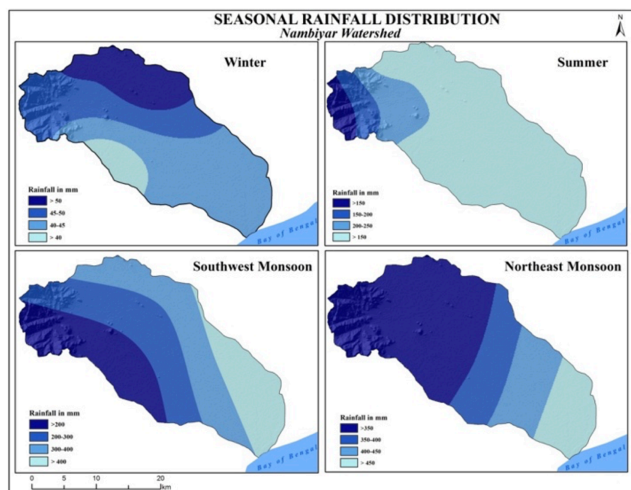 SEASONAL RAINFALL DISTRIBUTION
Nambiyar Watershed
N
Winter
Rainfall in mm
> 50
45-50
40-45
> 40
Bay of Bengal
Summer
Rainfall in mm
>150
150-200
200-250
> 150
Bay of Bengal
Southwest Monsoon
Rainfall in mm
>200
200-300
300-400
> 400
Bay of Bengal
Northeast Monsoon
Rainfall in mm
>350
350-400
400-450
> 450
Bay of Bengal
0 5 10 20
km